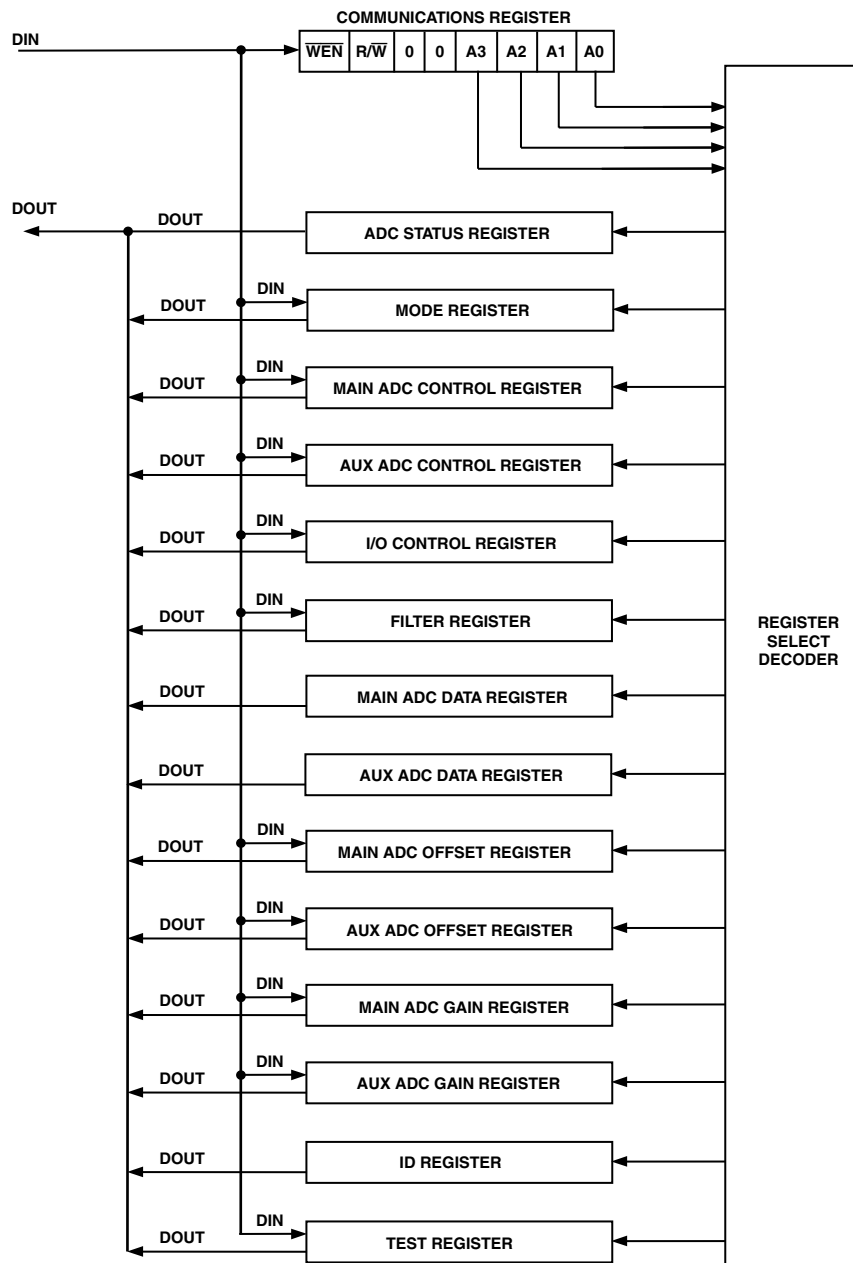 COMMUNICATIONS REGISTER
DIN
WEN R/W 0 0 A3 A2 A1 A0
DOUT
DOUT
ADC STATUS REGISTER
DIN
DOUT
MODE REGISTER
DIN
DOUT
MAIN ADC CONTROL REGISTER
DIN
DOUT
AUX ADC CONTROL REGISTER
DIN
DOUT
I/O CONTROL REGISTER
DIN
DOUT
FILTER REGISTER
REGISTER
SELECT
DECODER
DOUT
MAIN ADC DATA REGISTER
DOUT
AUX ADC DATA REGISTER
DIN
DOUT
MAIN ADC OFFSET REGISTER
DIN
DOUT
AUX ADC OFFSET REGISTER
DIN
DOUT
MAIN ADC GAIN REGISTER
DIN
DOUT
AUX ADC GAIN REGISTER
DOUT
ID REGISTER
DIN
DOUT
TEST REGISTER